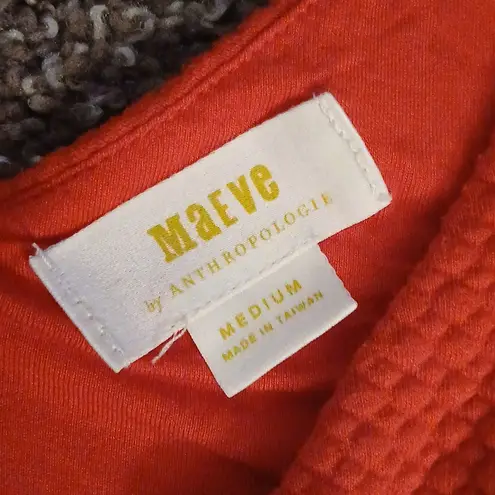 MaEVe
by ANTHROPOLOGIE
MEDIUM
MADE IN TAIWAN